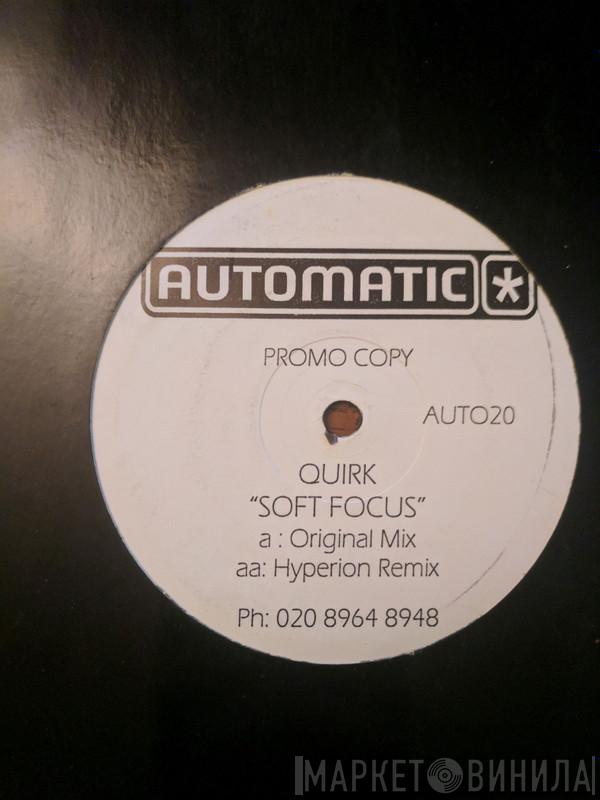 AUTOMATIC *
PROMO COPY
AUTO20
QUIRK
“SOFT FOCUS”
a : Original Mix
aa: Hyperion Remix
Ph: 020 8964 8948
МАРКЕТ ВИНИЛА